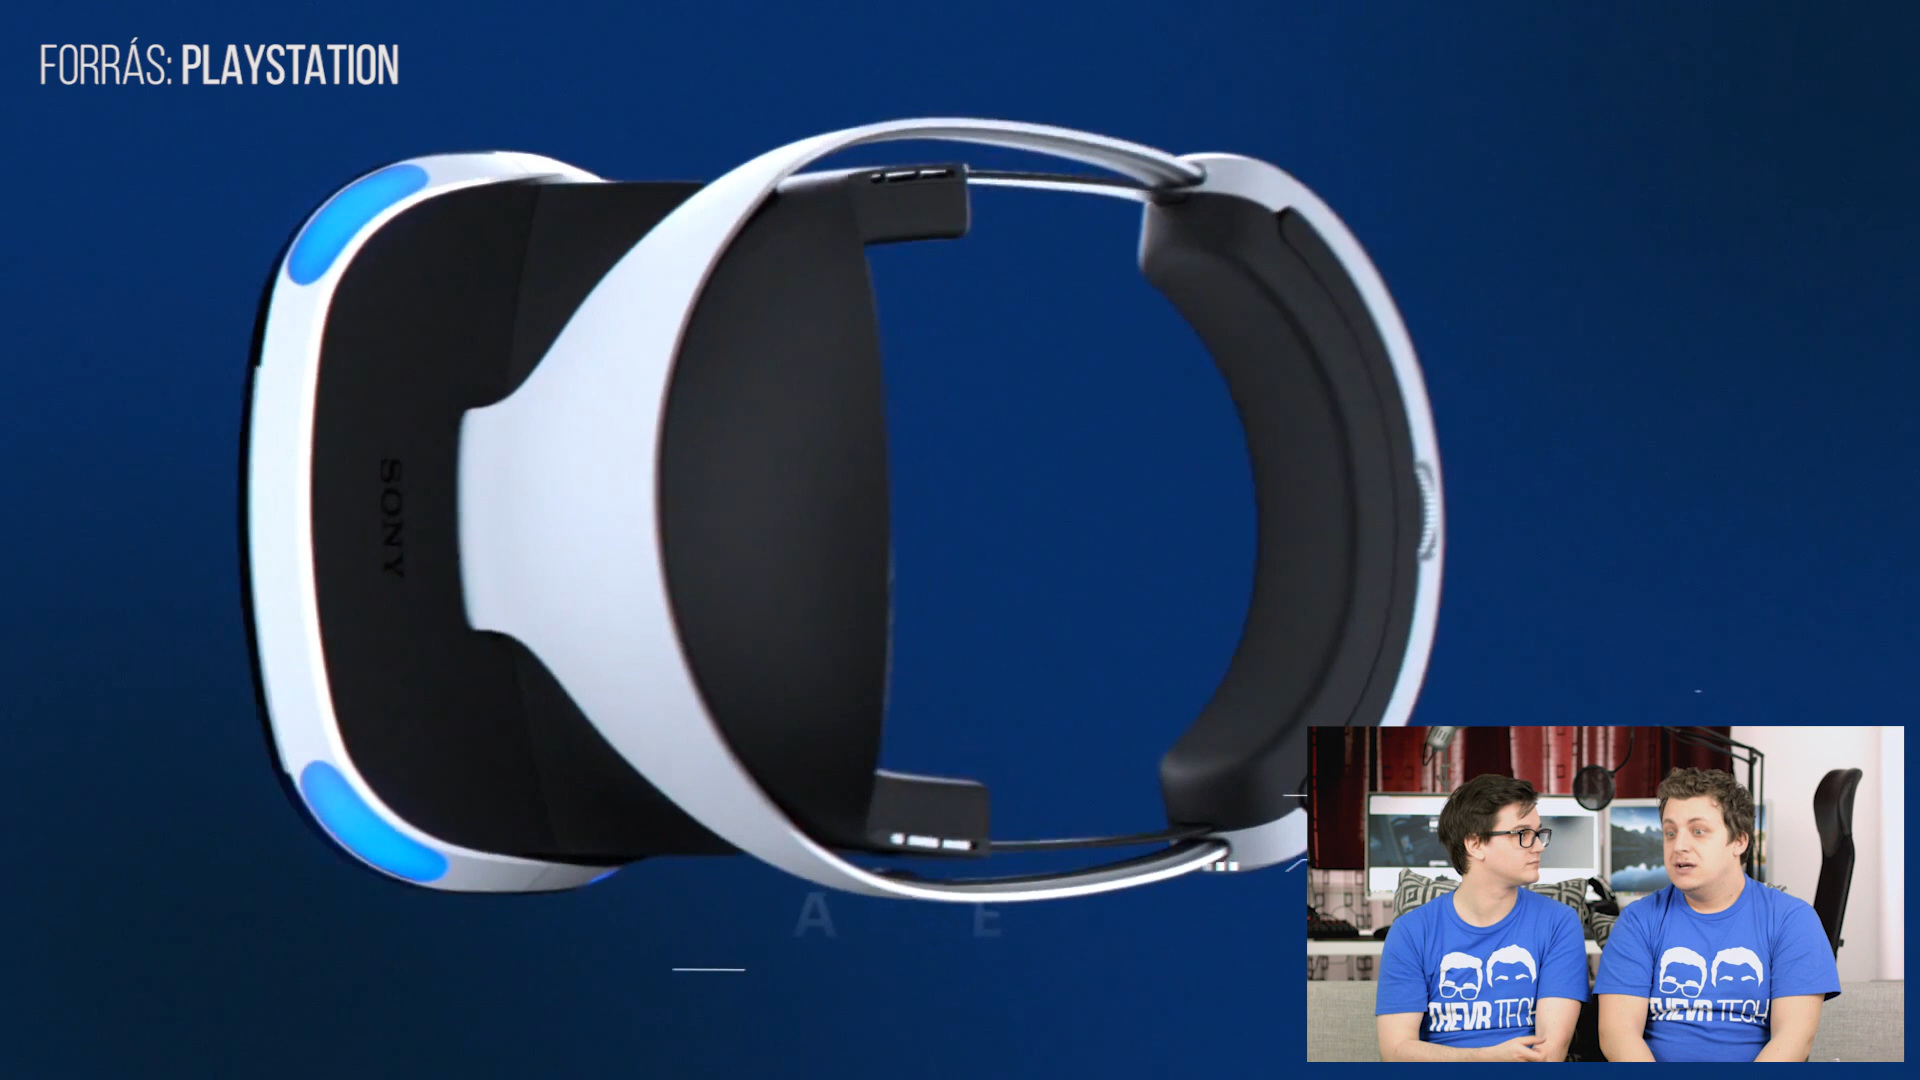 FORRÁS: PLAYSTATION
SONY
A E
THEVR TECH
THEVR TECH